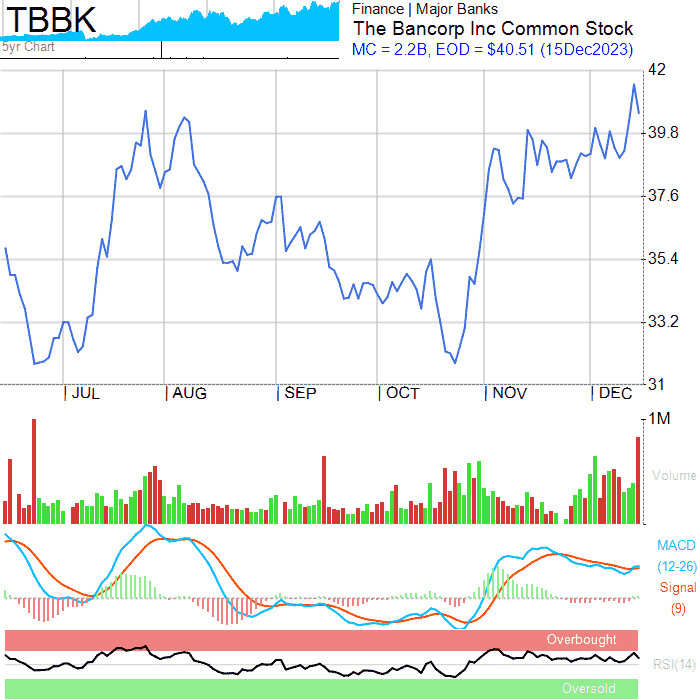 TBBK
5yr Chart
Finance | Major Banks
The Bancorp Inc Common Stock
MC = 2.2B, EOD = $40.51 (15Dec2023)
42
39.8
37.6
35.4
33.2
31
| JUL | AUG | SEP | OCT | NOV | DEC
1M
Volume
MACD
(12-26)
Signal
(9)
Overbought
RSI(14)
Oversold